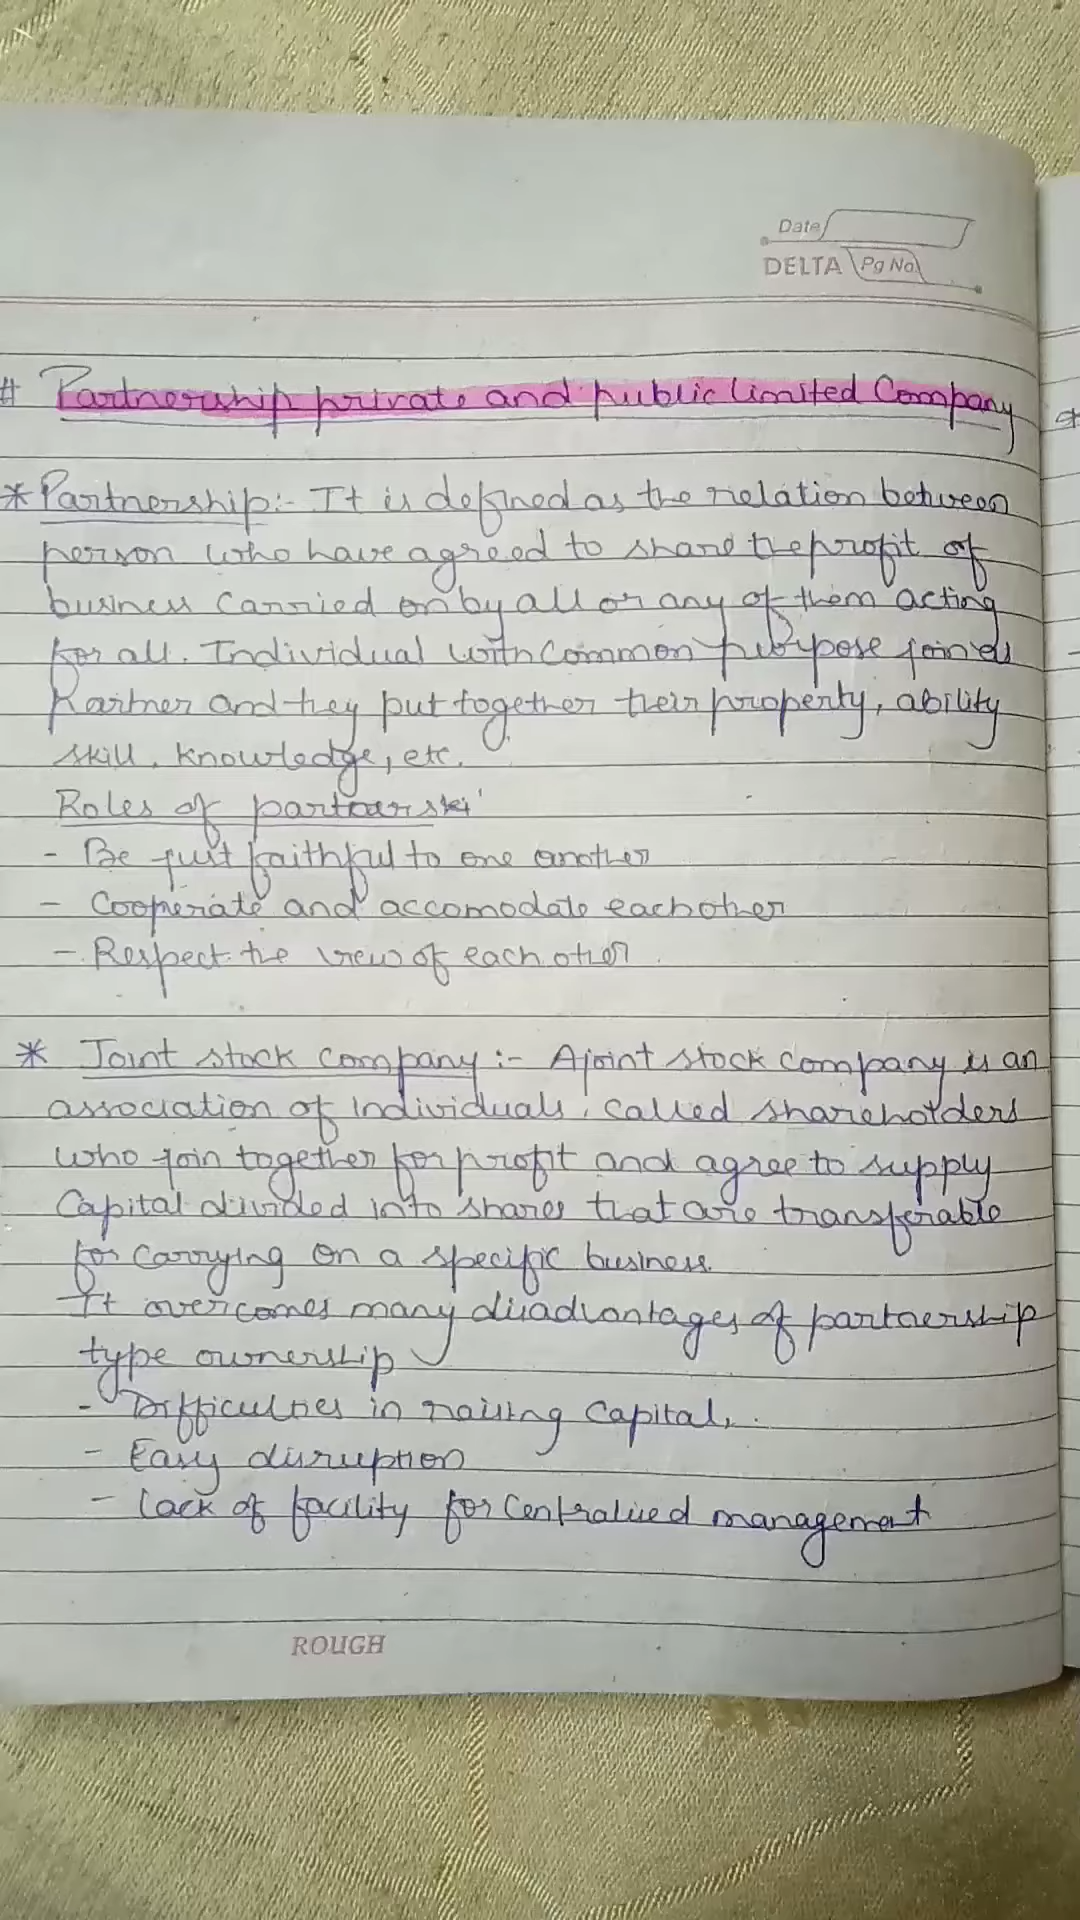 Date
DELTA Pg No
# Partnership private and public limited Company
* Partnership:- It is defined as the relation between
person who have agreed to share the profit of
business carried on by all or any of them acting
for all. Individual with common purpose joined
Partner and they put together their property, ability
skill, knowledge, etc.
Roles of
- Be just faithful to one another
- Cooperate and accomodate each other
- Respect the view of each other
* Joint stock company :- A joint stock company is an
association of individuals, called shareholders
who join together for profit and agree to supply
Capital divided into shares that are transferable
for carrying on a specific business.
It overcomes many disadvantages of partnership
type ownership
- Difficulties in raising Capital,
- Easy disruption
- Lack of facility for Centralised management
ROUGH